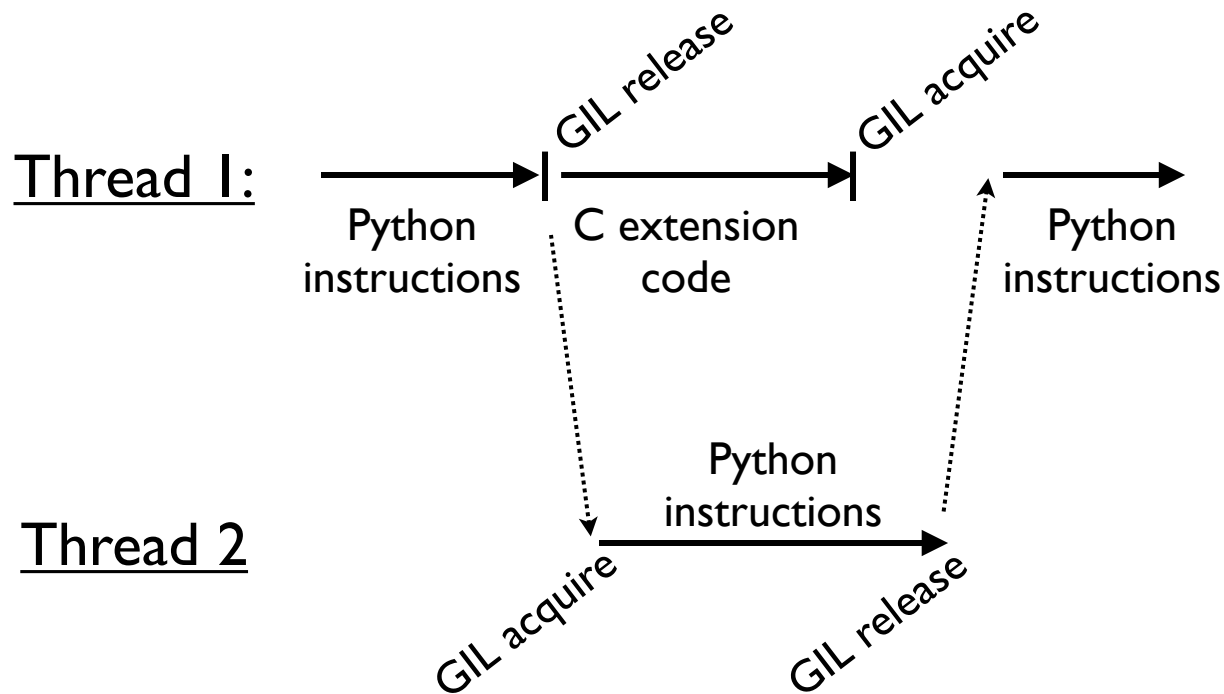 GIL release
GIL acquire
Thread 1:
Python
instructions
C extension
code
Python
instructions
Python
instructions
Thread 2
GIL acquire
GIL release